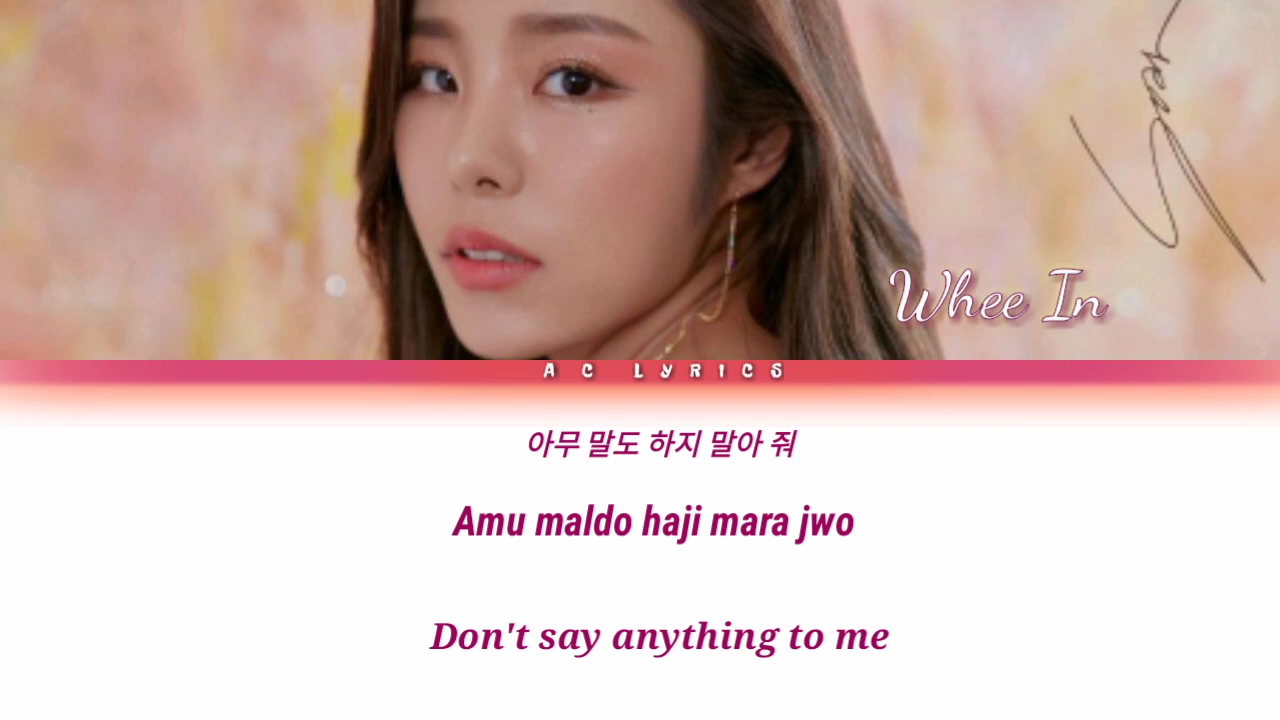 Whee In
AC LYRICS
아무 말도 하지 말아 줘
Amu maldo haji mara jwo
Don't say anything to me